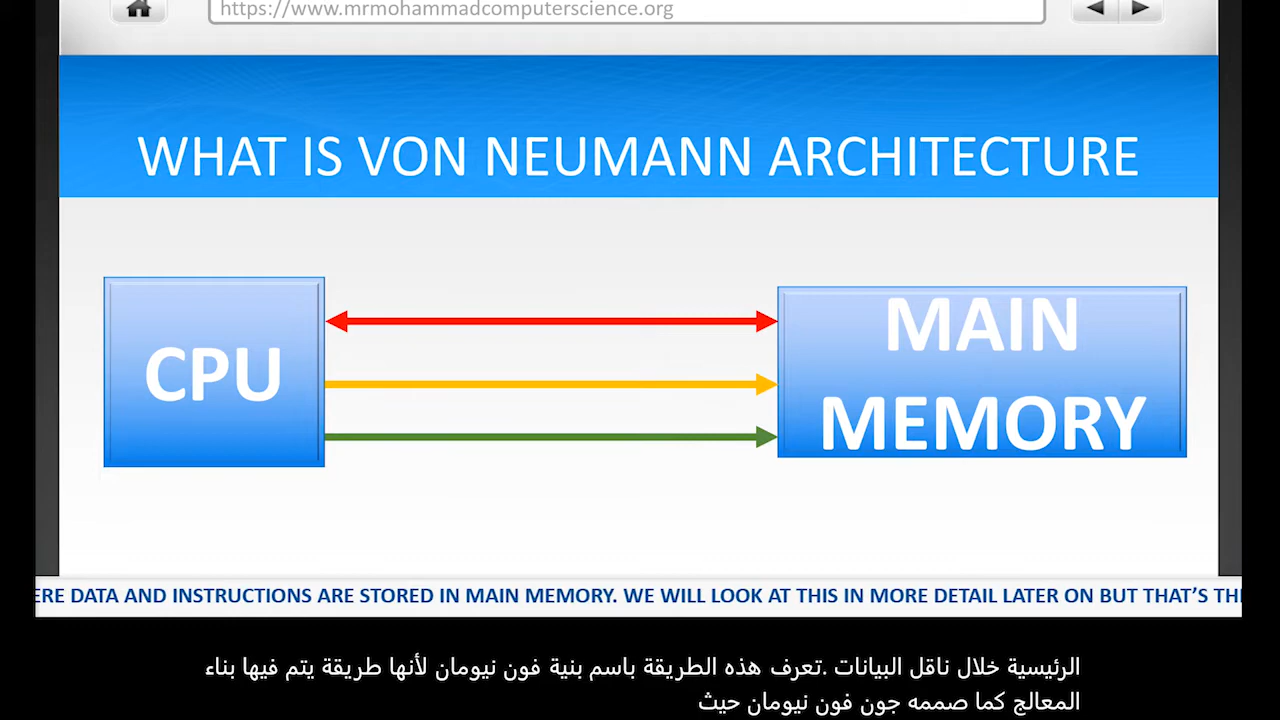 https://www.mrmohammadcomputerscience.org
WHAT IS VON NEUMANN ARCHITECTURE
CPU
MAIN
MEMORY
ERE DATA AND INSTRUCTIONS ARE STORED IN MAIN MEMORY. WE WILL LOOK AT THIS IN MORE DETAIL LATER ON BUT THAT’S TH
الرئيسية خلال ناقل البيانات .تعرف هذه الطريقة باسم بنية فون نيومان لأنها طريقة يتم فيها بناء
المعالج كما صممه جون فون نيومان حيث